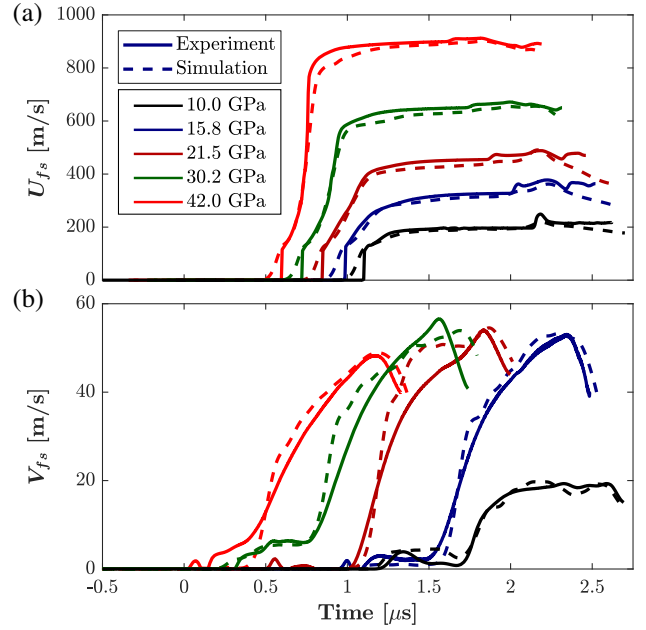 (a)
1000
800
600
400
200
0
U_fs [m/s]
Experiment
Simulation
10.0 GPa
15.8 GPa
21.5 GPa
30.2 GPa
42.0 GPa
(b)
60
40
20
0
V_fs [m/s]
-0.5 0 0.5 1 1.5 2 2.5
Time [μs]